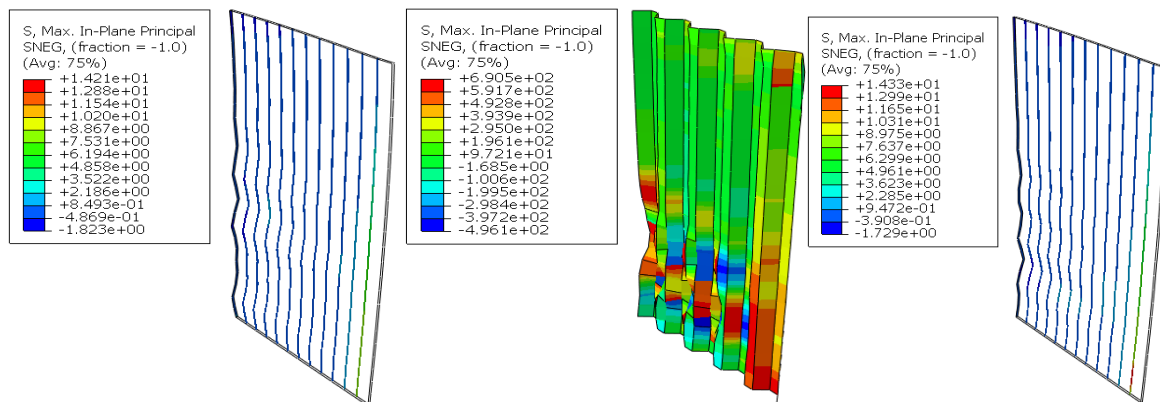 S, Max. In-Plane Principal
SNEG, (fraction = -1.0)
(Avg: 75%)
+1.421e+01
+1.288e+01
+1.154e+01
+1.020e+01
+8.867e+00
+7.531e+00
+6.194e+00
+4.858e+00
+3.522e+00
+2.186e+00
+8.493e-01
-4.869e-01
-1.823e+00
S, Max. In-Plane Principal
SNEG, (fraction = -1.0)
(Avg: 75%)
+6.905e+02
+5.917e+02
+4.928e+02
+3.939e+02
+2.950e+02
+1.961e+02
+9.721e+01
-1.685e+00
-1.006e+02
-1.995e+02
-2.984e+02
-3.972e+02
-4.961e+02
S, Max. In-Plane Principal
SNEG, (fraction = -1.0)
(Avg: 75%)
+1.433e+01
+1.299e+01
+1.165e+01
+1.031e+01
+8.975e+00
+7.637e+00
+6.299e+00
+4.961e+00
+3.623e+00
+2.285e+00
+9.472e-01
-3.908e-01
-1.729e+00